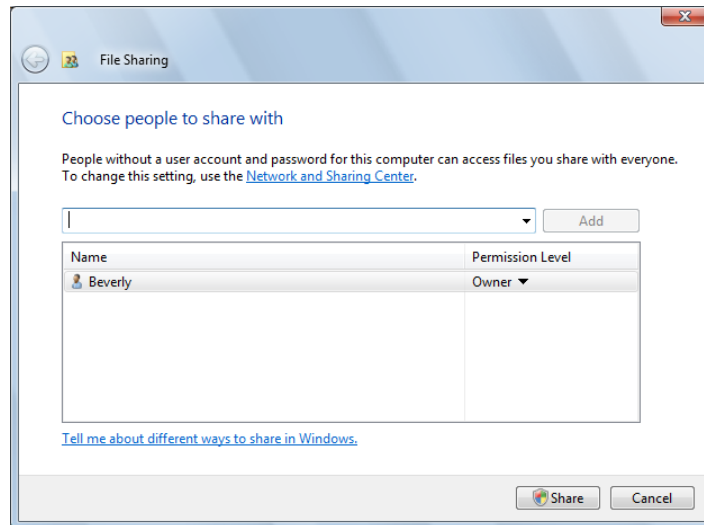 File Sharing
Choose people to share with
People without a user account and password for this computer can access files you share with everyone.
To change this setting, use the Network and Sharing Center.
Add
Name Permission Level
Beverly Owner
Tell me about different ways to share in Windows.
Share Cancel